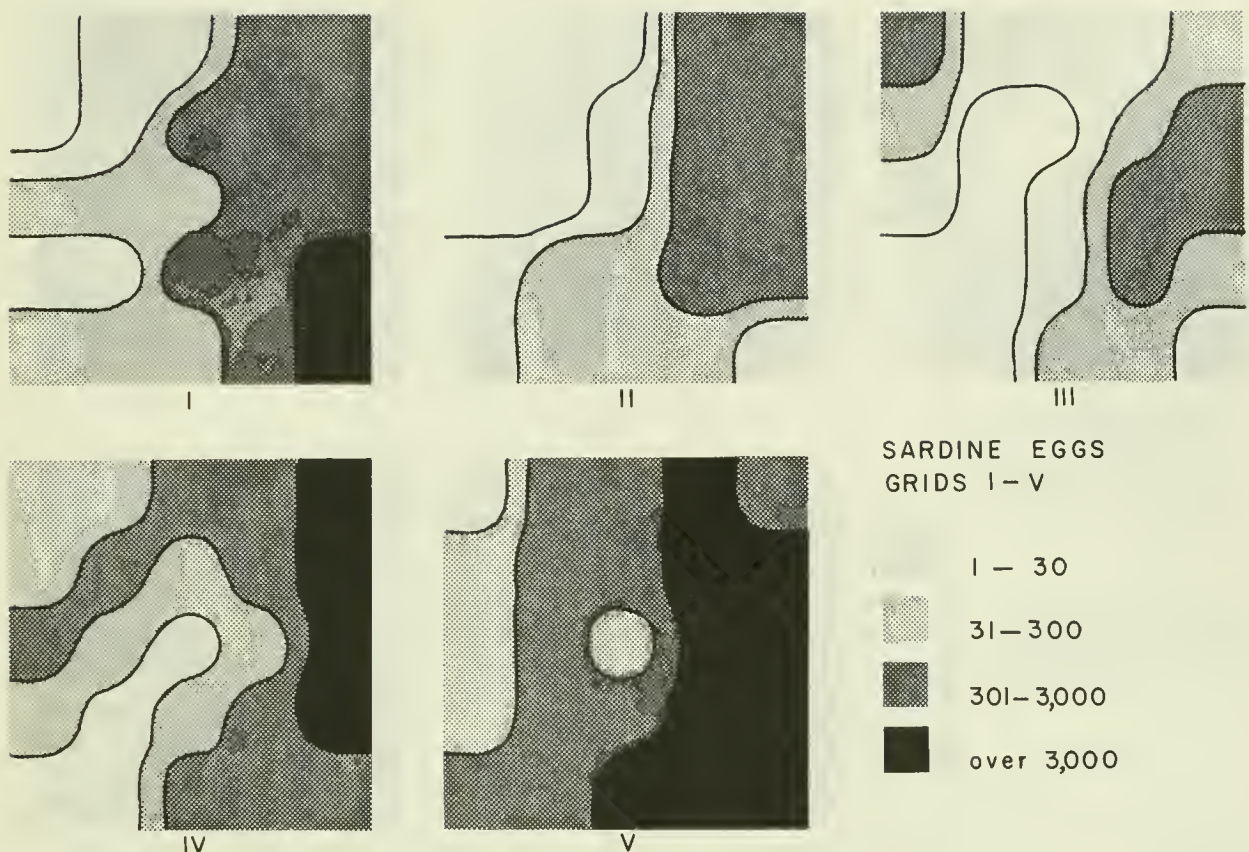 I
II
III
SARDINE EGGS
GRIDS I-V
1 - 30
31-300
301-3,000
over 3,000
IV
V